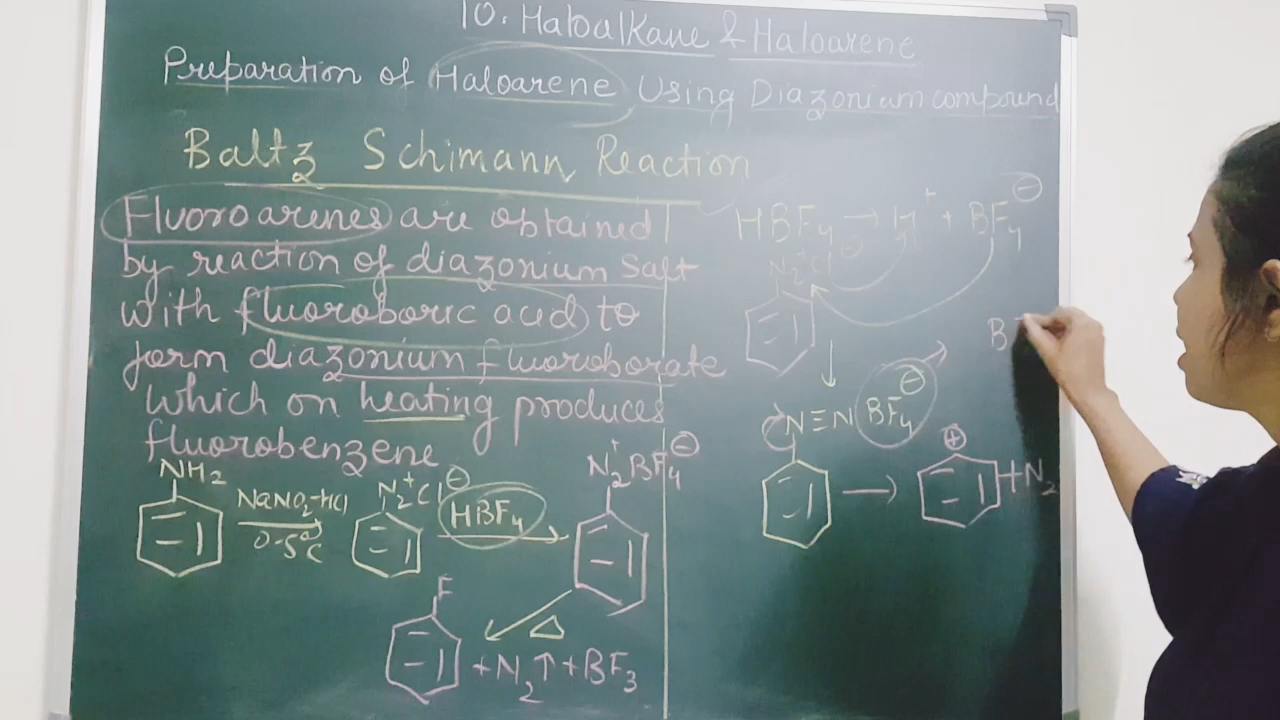 10. Haloalkane & Haloarene
Preparation of Haloarene Using Diazonium compound
Baltz Schimann Reaction
Fluoroarenes are obtained
by reaction of diazonium salt
with fluoroboric acid to
form diazonium fluoroborate
which on heating produces
fluorobenzene
NH₂
NaNO₂+HCl
0-5°C
N₂⁺Cl⊖
HBF₄
N₂⁺BF₄⊖
△
F
+N₂↑+BF₃
HBF₄ → H⁺ + BF₄⊖
N₂⁺Cl⊖
N≡N BF₄⊖
⊕
+N₂
B